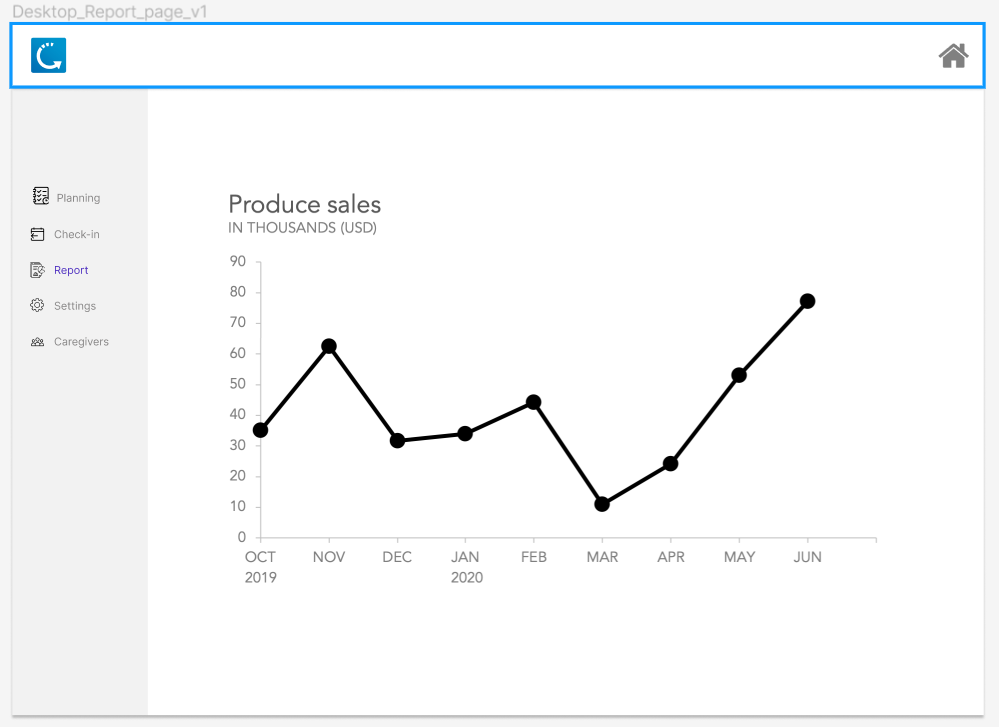 Desktop_Report_page_v1
Planning
Check-in
Report
Settings
Caregivers
Produce sales
IN THOUSANDS (USD)
90
80
70
60
50
40
30
20
10
0
OCT NOV DEC JAN FEB MAR APR MAY JUN
2019 2020